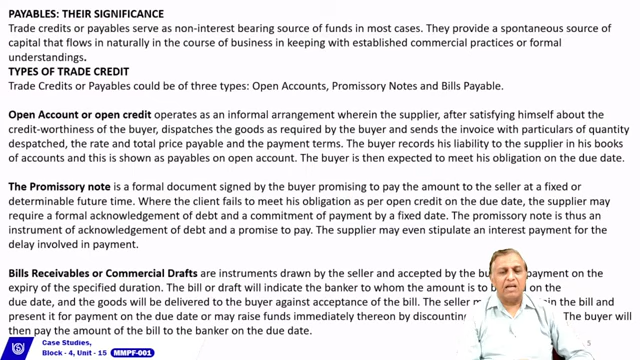 PAYABLES: THEIR SIGNIFICANCE
Trade credits or payables serve as non-interest bearing source of funds in most cases. They provide a spontaneous source of
capital that flows in naturally in the course of business in keeping with established commercial practices or formal
understandings.
TYPES OF TRADE CREDIT
Trade Credits or Payables could be of three types: Open Accounts, Promissory Notes and Bills Payable.
Open Account or open credit operates as an informal arrangement wherein the supplier, after satisfying himself about the
credit-worthiness of the buyer, dispatches the goods as required by the buyer and sends the invoice with particulars of quantity
despatched, the rate and total price payable and the payment terms. The buyer records his liability to the supplier in his books
of accounts and this is shown as payables on open account. The buyer is then expected to meet his obligation on the due date.
The Promissory note is a formal document signed by the buyer promising to pay the amount to the seller at a fixed or
determinable future time. Where the client fails to meet his obligation as per open credit on the due date, the supplier may
require a formal acknowledgement of debt and a commitment of payment by a fixed date. The promissory note is thus an
instrument of acknowledgement of debt and a promise to pay. The supplier may even stipulate an interest payment for the
delay involved in payment.
Bills Receivables or Commercial Drafts are instruments drawn by the seller and accepted by the payment on the
expiry of the specified duration. The bill or draft will indicate the banker to whom the amount is to on the
due date, and the goods will be delivered to the buyer against acceptance of the bill. The seller the bill and
present it for payment on the due date or may raise funds immediately thereon by discounting The buyer will
then pay the amount of the bill to the banker on the due date.
Case Studies,
Block - 4, Unit - 15 MMPF-001
5